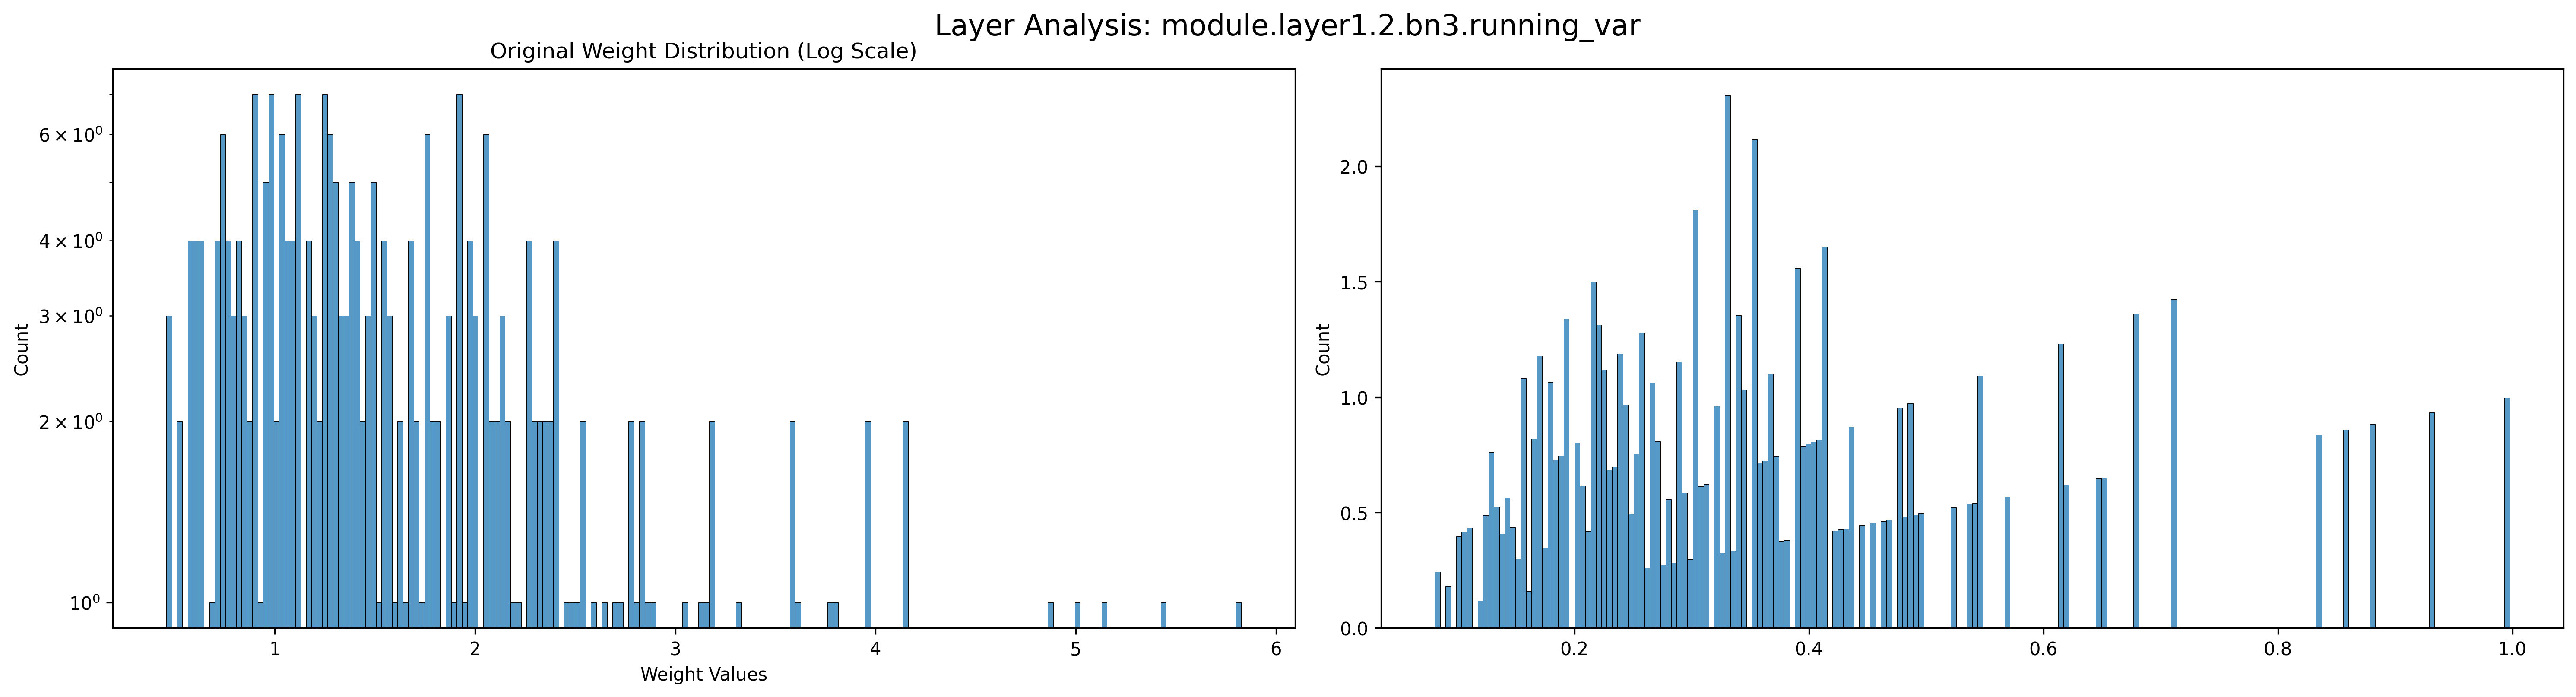 Layer Analysis: module.layer1.2.bn3.running_var
Original Weight Distribution (Log Scale)
Count
6 × 10⁰
4 × 10⁰
3 × 10⁰
2 × 10⁰
10⁰
1 2 3 4 5 6
Weight Values
Count
2.0
1.5
1.0
0.5
0.0
0.2 0.4 0.6 0.8 1.0